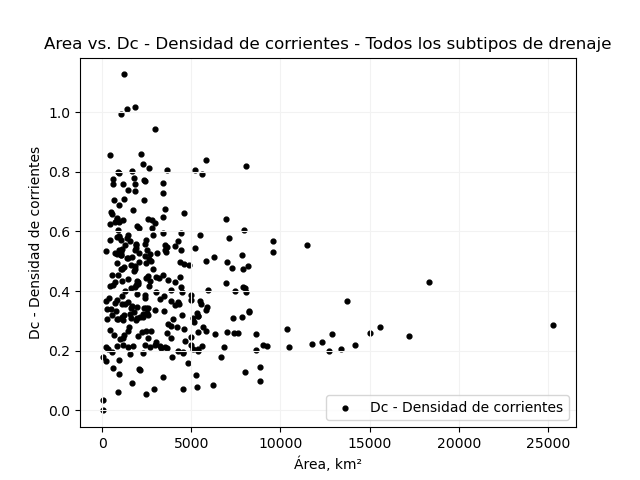 Area vs. Dc - Densidad de corrientes - Todos los subtipos de drenaje
1.0
0.8
0.6
0.4
0.2
0.0
Dc - Densidad de corrientes
Dc - Densidad de corrientes
0 5000 10000 15000 20000 25000
Área, km²